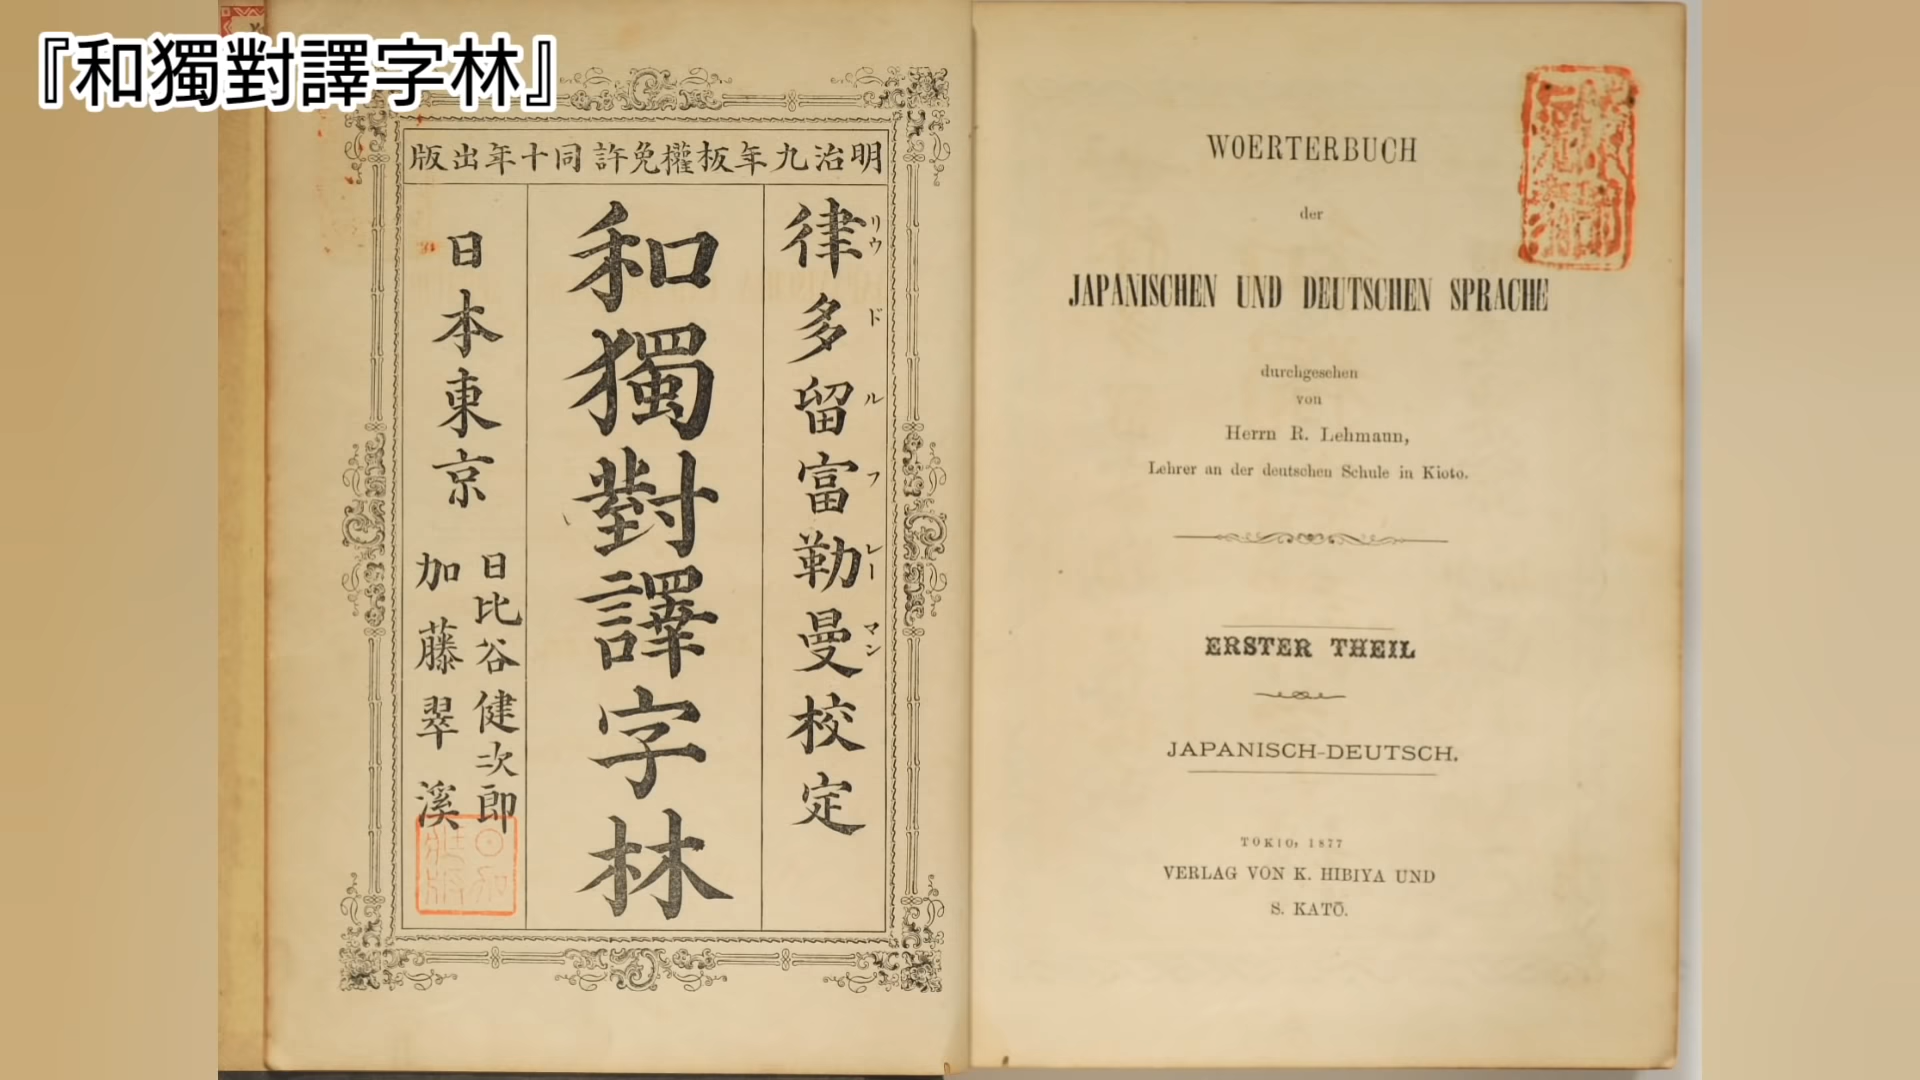 『和獨對譯字林』
明治九年板權免許同十年出版
律多留富勒曼校定
リウドルフレーマン
和獨對譯字林
日本東京
日比谷健次郎
加藤翠溪
WOERTERBUCH
der
JAPANISCHEN UND DEUTSCHEN SPRACHE
durchgesehen
von
Herrn R. Lehmann,
Lehrer an der deutschen Schule in Kioto.
ERSTER THEIL
JAPANISCH-DEUTSCH.
TOKIO, 1877
VERLAG VON K. HIBIYA UND
S. KATŌ.